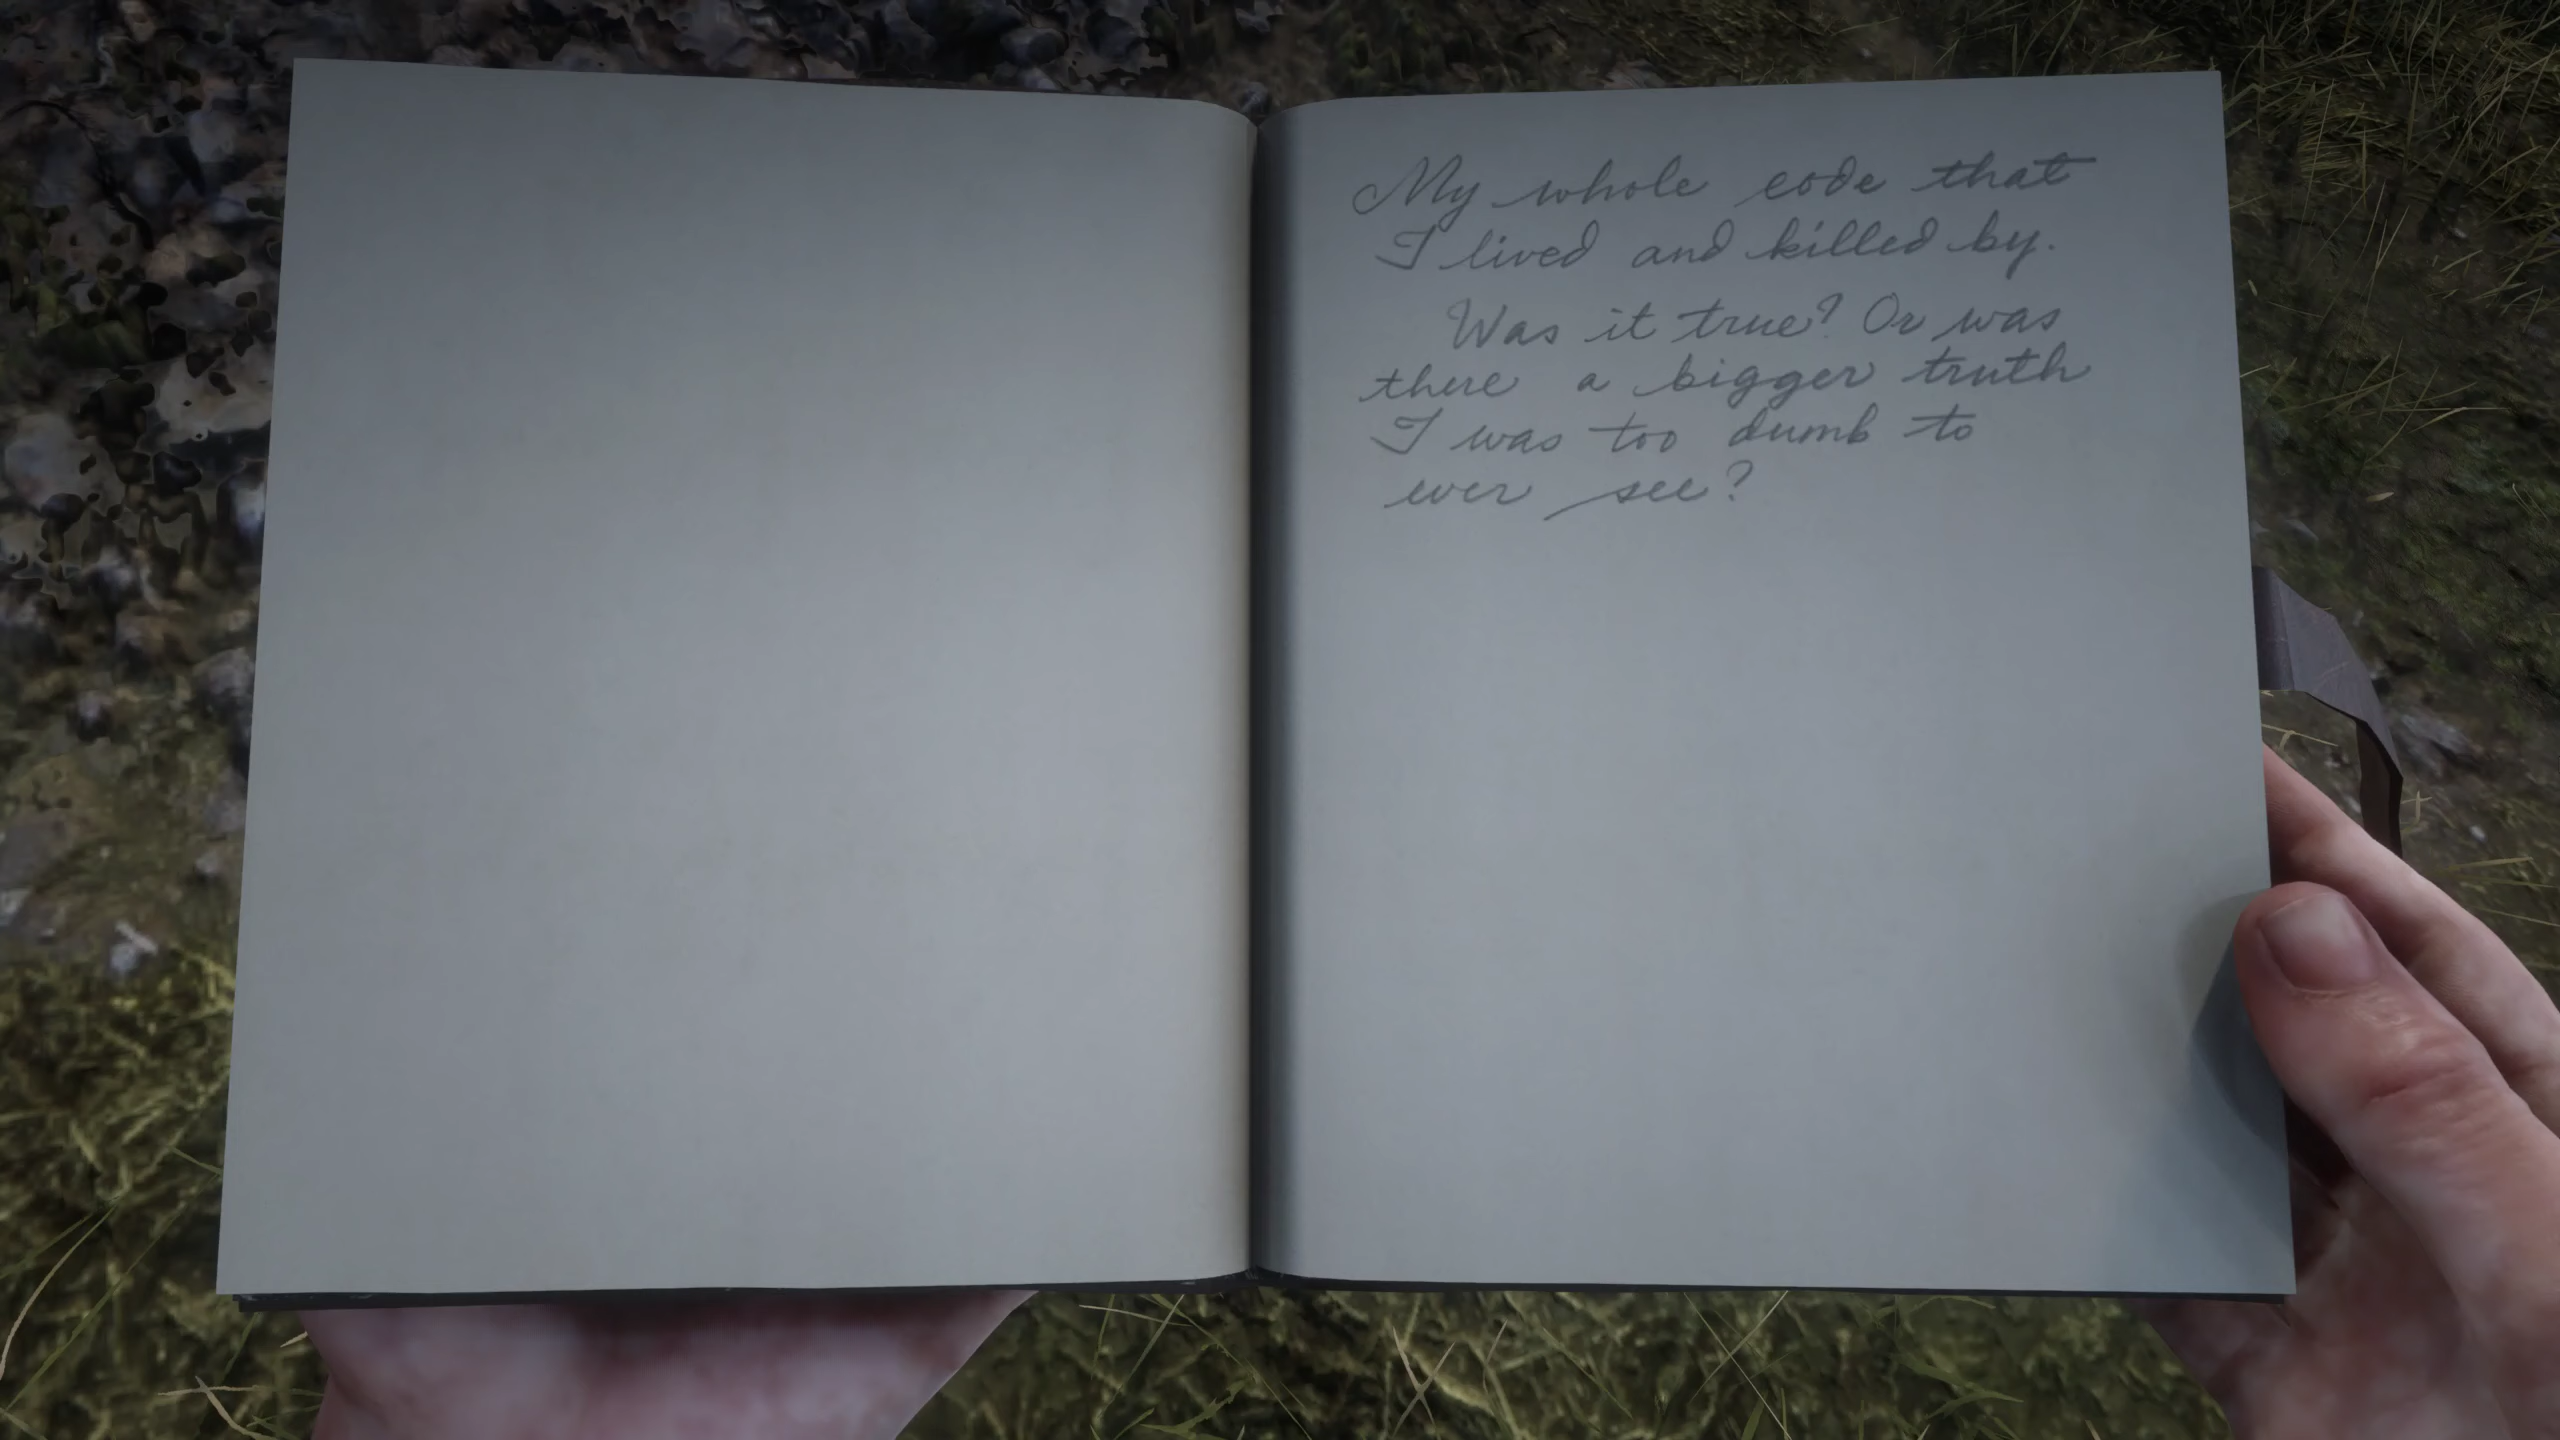 My whole code that
I lived and killed by.
Was it true? Or was
there a bigger truth
I was too dumb to
ever see?